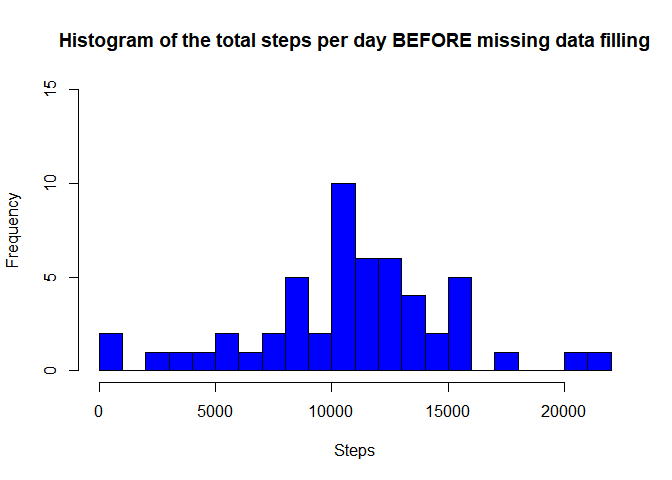 Histogram of the total steps per day BEFORE missing data filling
15
10
5
0
Frequency
0 5000 10000 15000 20000
Steps